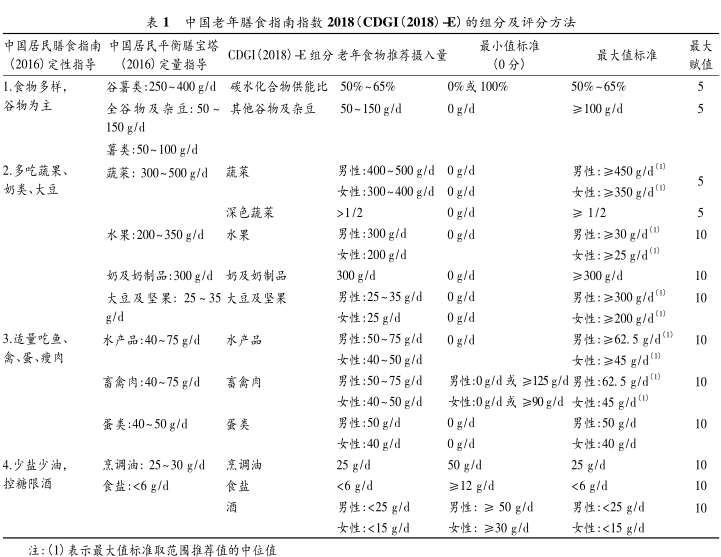 表 1 中国老年膳食指南指数 2018(CDGI(2018)-E)的组分及评分方法
中国居民膳食指南 中国居民平衡膳宝塔 CDGI(2018)-E 组分 老年食物推荐摄入量 最小值标准 最大值标准 最大
(2016)定性指导 (2016)定量指导 (0 分) 赋值
1.食物多样, 谷薯类:250~400 g/d 碳水化合物供能比 50%~65% 0%或 100% 50%~65% 5
谷物为主 全谷物及杂豆:50~ 其他谷物及杂豆 50~150 g/d 0 g/d ≥100 g/d 5
150 g/d
薯类:50~100 g/d
2.多吃蔬果、 蔬菜: 300~500 g/d 蔬菜 男性:400~500 g/d 0 g/d 男性:≥450 g/d(1) 5
奶类、大豆 女性:300~400 g/d 0 g/d 女性:≥350 g/d(1)
深色蔬菜 >1/2 0 g/d ≥ 1/2 5
水果:200~350 g/d 水果 男性:300 g/d 0 g/d 男性:≥30 g/d(1) 10
女性:200 g/d 女性:≥25 g/d(1)
奶及奶制品:300 g/d 奶及奶制品 300 g/d 0 g/d ≥300 g/d 10
大豆及坚果: 25~35 大豆及坚果 男性:25~35 g/d 0 g/d 男性:≥300 g/d(1) 10
g/d 女性:25 g/d 0 g/d 女性:≥200 g/d(1)
3.适量吃鱼、 水产品:40~75 g/d 水产品 男性:50~75 g/d 0 g/d 男性:≥62. 5 g/d(1) 10
禽、蛋、瘦肉 女性:40~50 g/d 女性:≥45 g/d(1)
畜禽肉:40~75 g/d 畜禽肉 男性:50~75 g/d 男性:0 g/d 或 ≥125 g/d 男性:62. 5 g/d(1) 10
女性:40~50 g/d 女性:0 g/d 或 ≥90 g/d 女性:45 g/d(1)
蛋类:40~50 g/d 蛋类 男性:50 g/d 0 g/d 男性:50 g/d 10
女性:40 g/d 0 g/d 女性:40 g/d
4.少盐少油, 烹调油: 25~30 g/d 烹调油 25 g/d 50 g/d 25 g/d 10
控糖限酒 食盐:<6 g/d 食盐 <6 g/d ≥12 g/d <6 g/d 10
酒 男性:<25 g/d 男性: ≥ 50 g/d 男性:<25 g/d 10
女性:<15 g/d 女性: ≥30 g/d 女性:<15 g/d
注:(1)表示最大值标准取范围推荐值的中位值